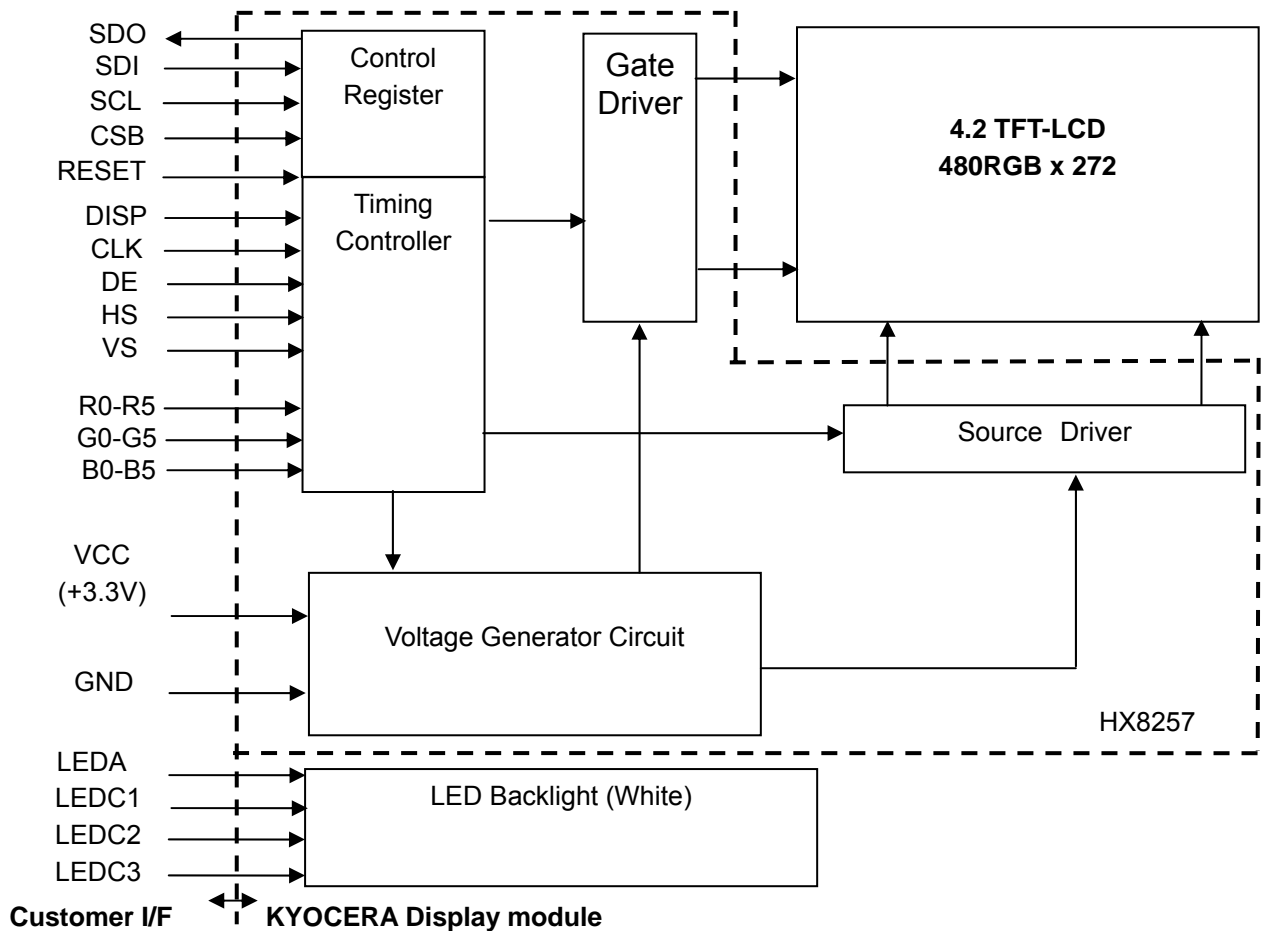 SDO
SDI
SCL
CSB
RESET
DISP
CLK
DE
HS
VS
R0-R5
G0-G5
B0-B5
VCC
(+3.3V)
GND
LEDA
LEDC1
LEDC2
LEDC3
Control
Register
Timing
Controller
Gate
Driver
4.2 TFT-LCD
480RGB x 272
Source Driver
Voltage Generator Circuit
HX8257
LED Backlight (White)
Customer I/F
KYOCERA Display module